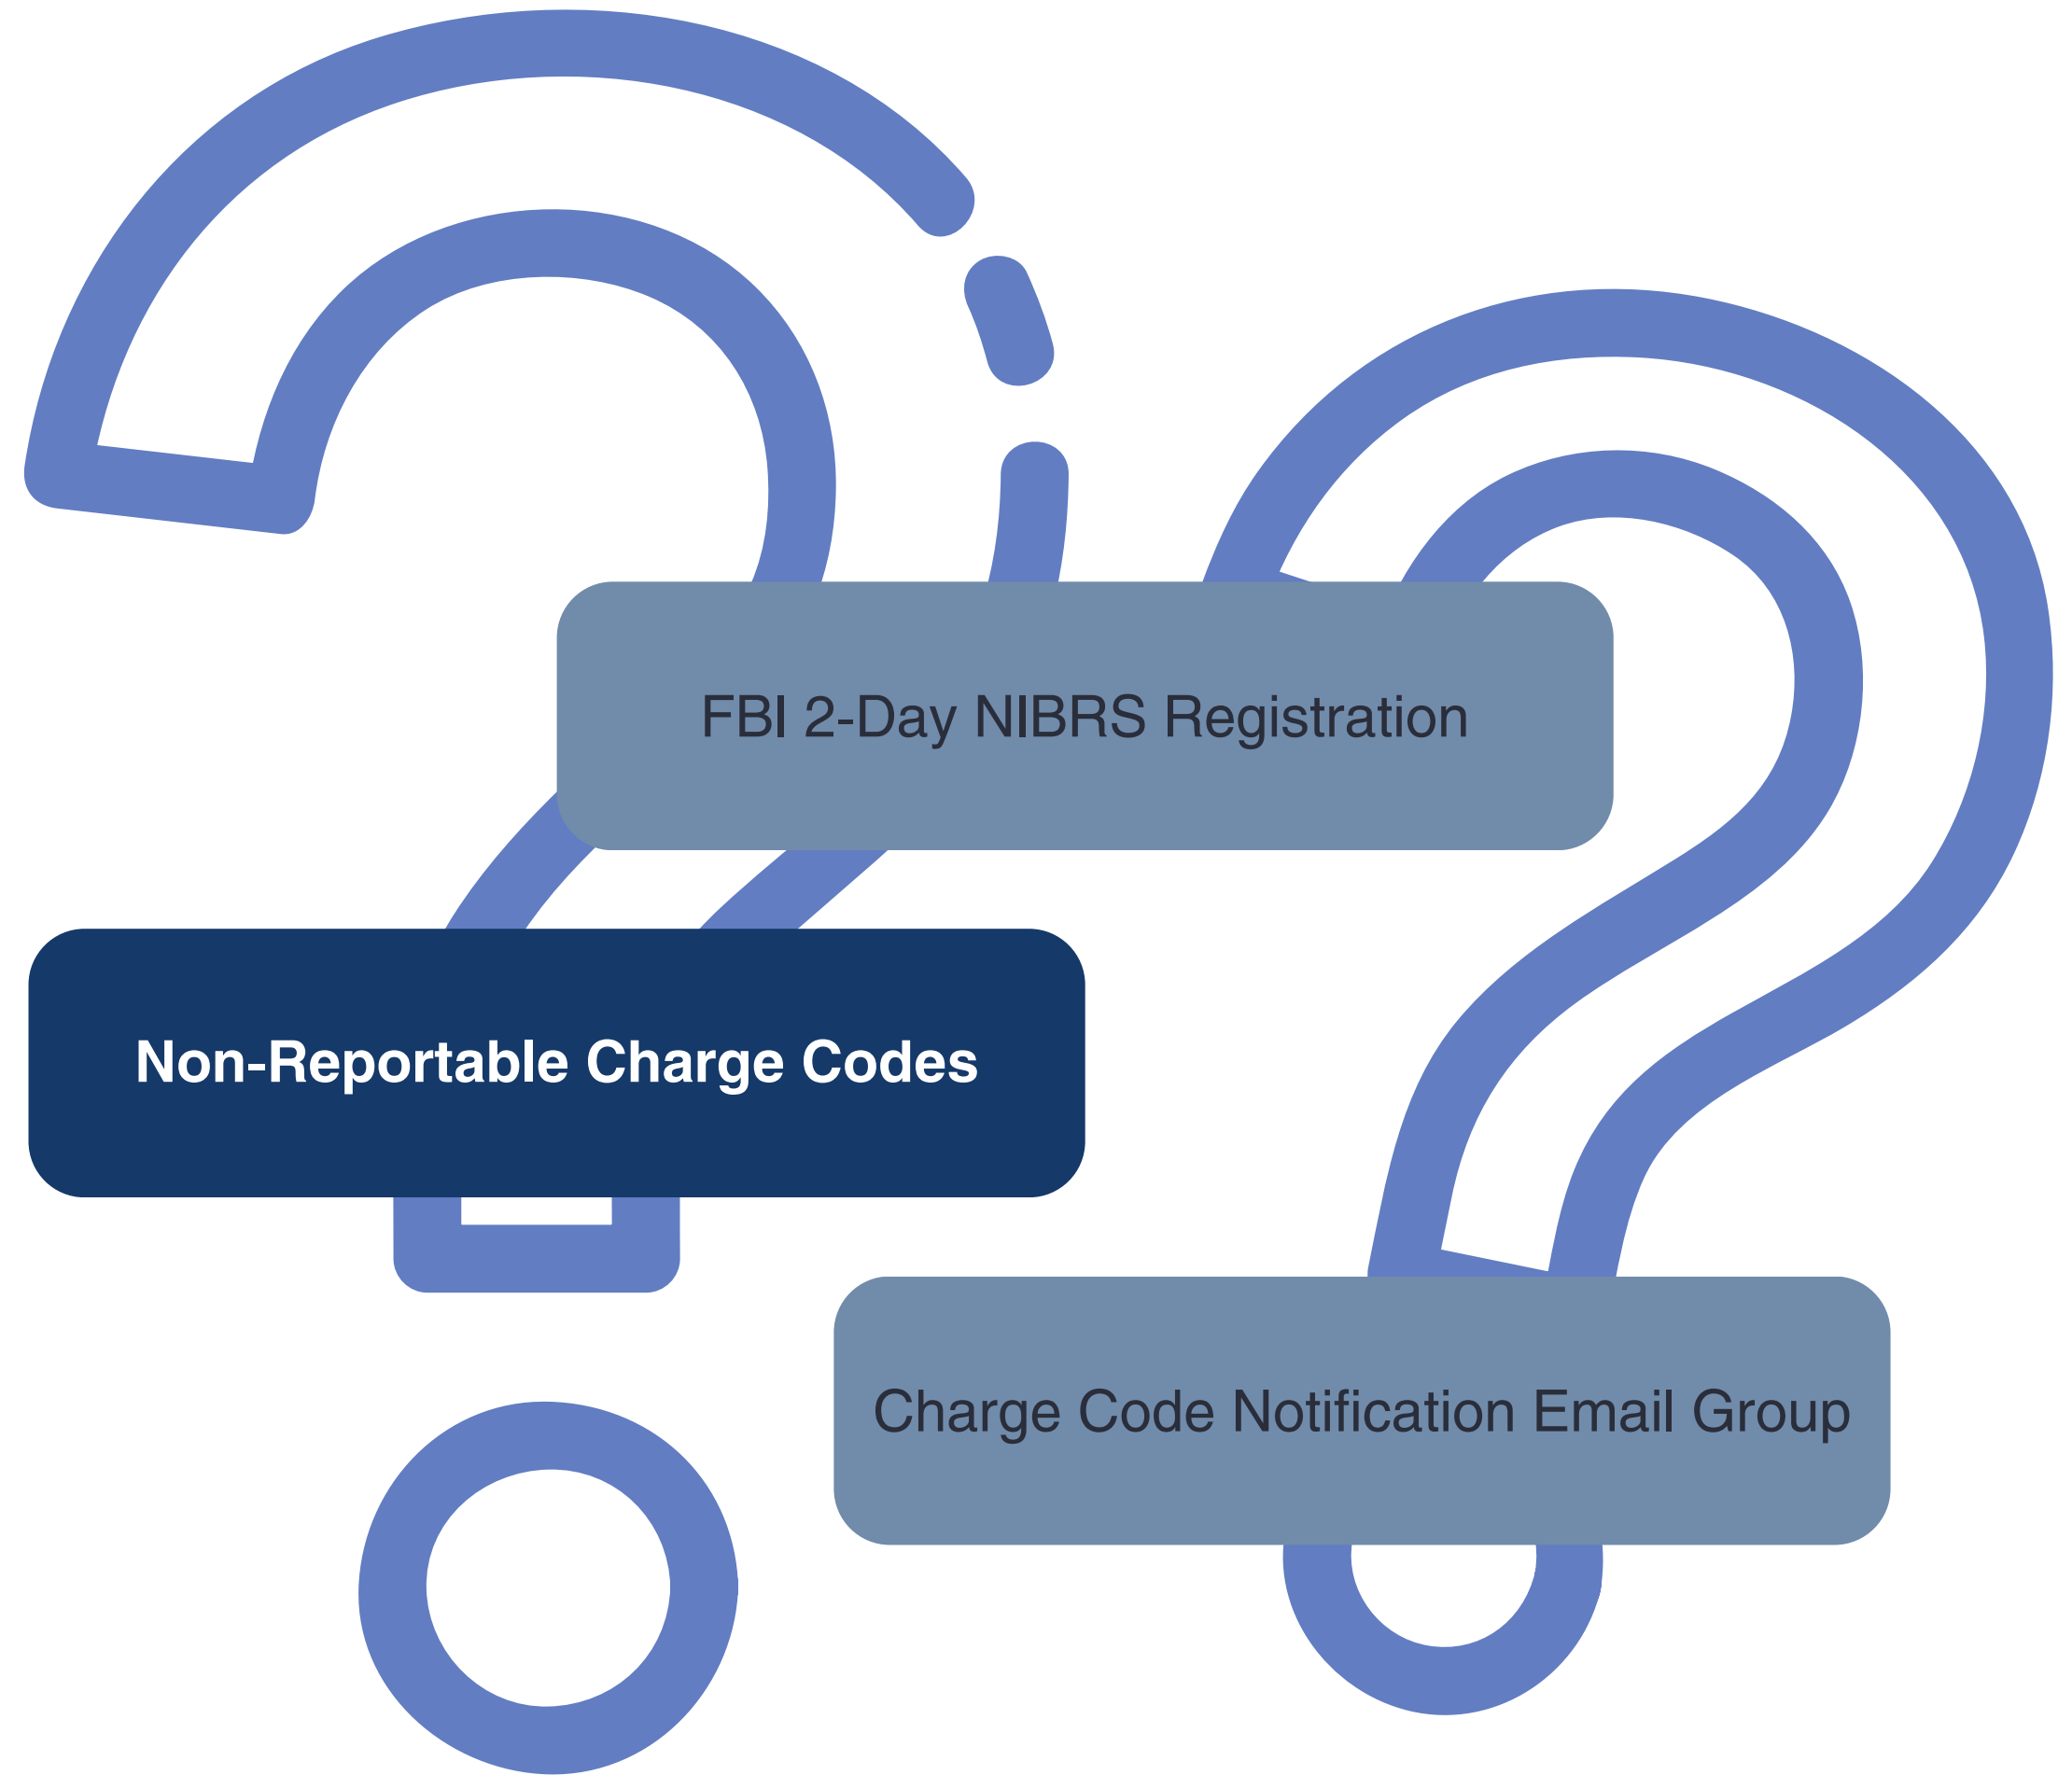 FBI 2-Day NIBRS Registration
Non-Reportable Charge Codes
Charge Code Notification Email Group